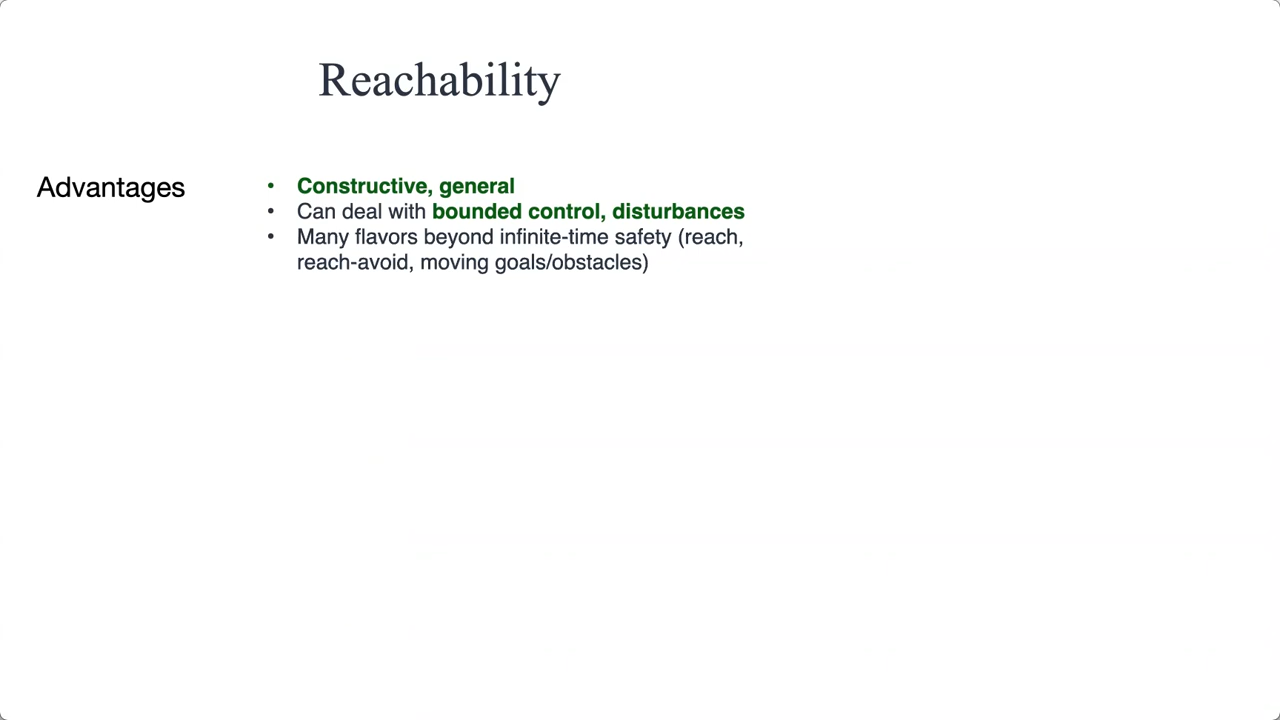 Reachability
Advantages
• Constructive, general
• Can deal with bounded control, disturbances
• Many flavors beyond infinite-time safety (reach,
reach-avoid, moving goals/obstacles)